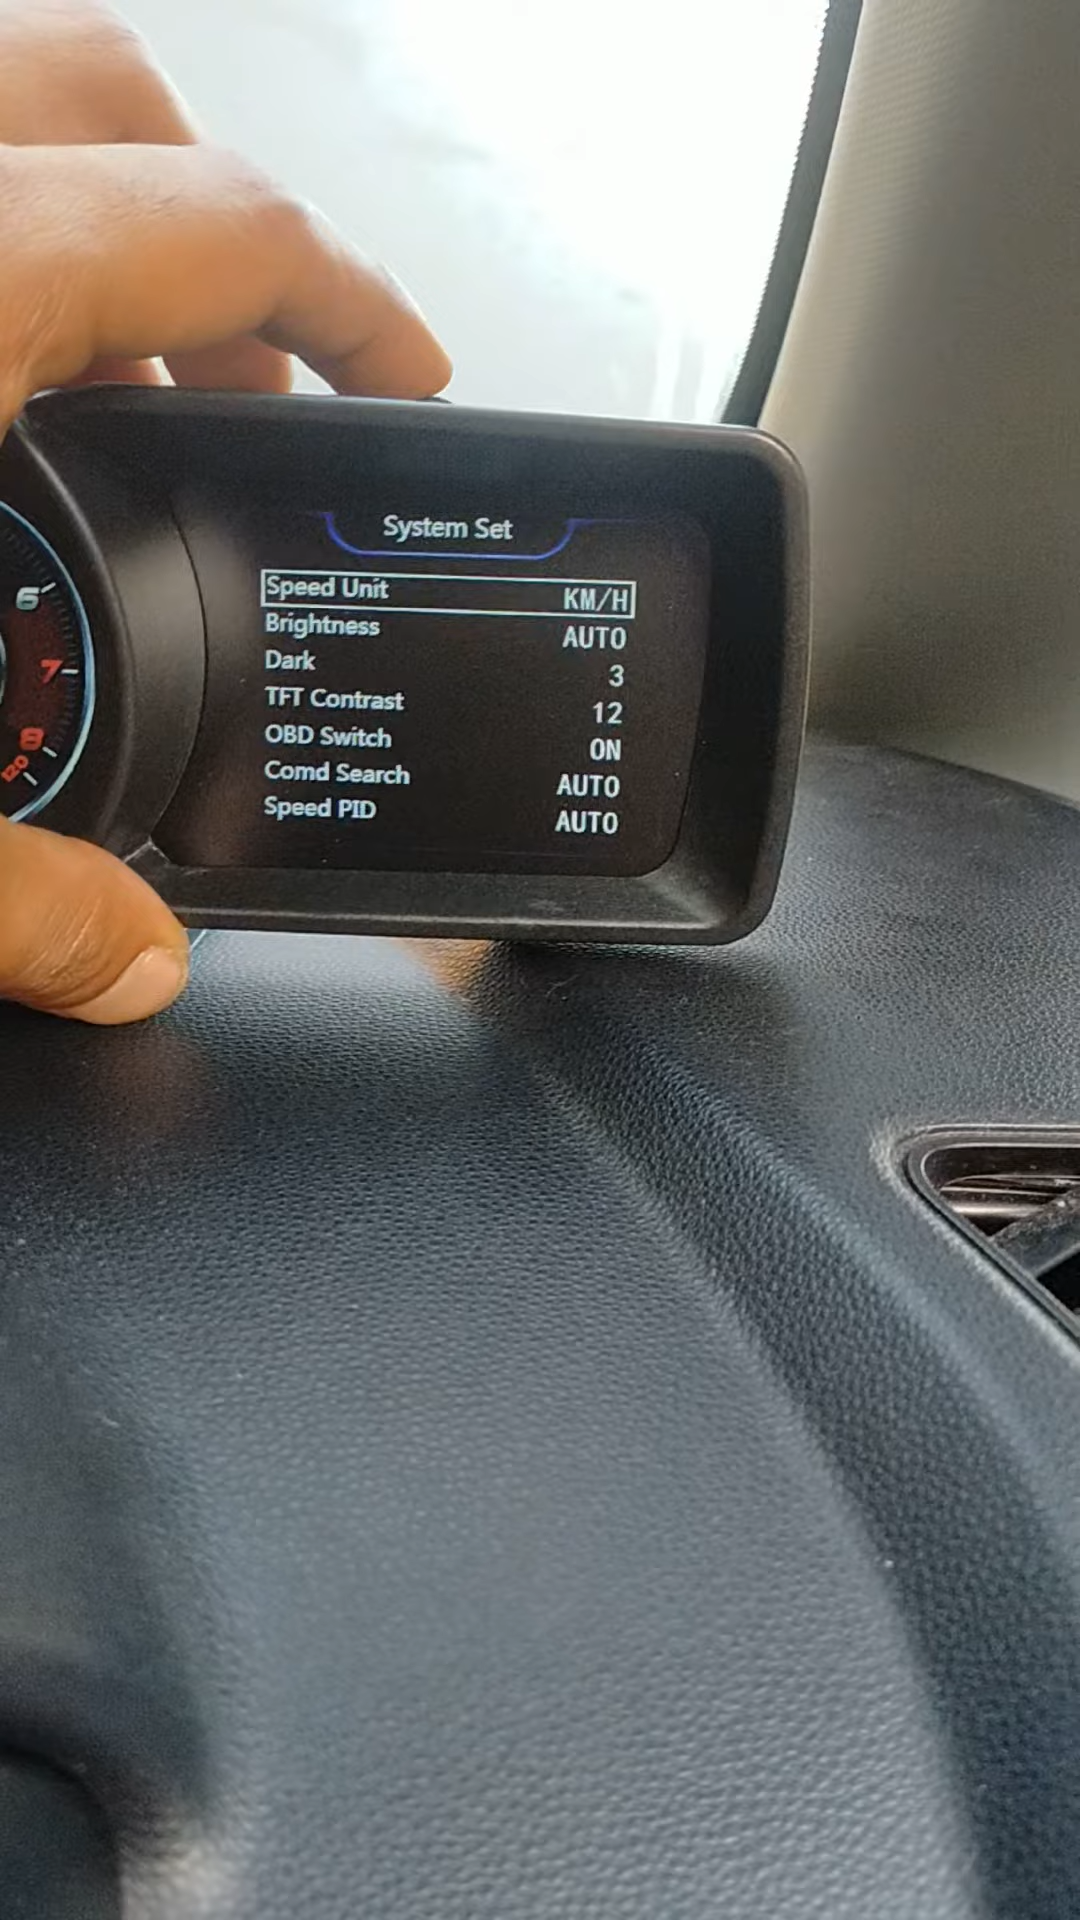 System Set
Speed Unit KM/H
Brightness AUTO
Dark 3
TFT Contrast 12
OBD Switch ON
Comd Search AUTO
Speed PID AUTO
6
7
8
120